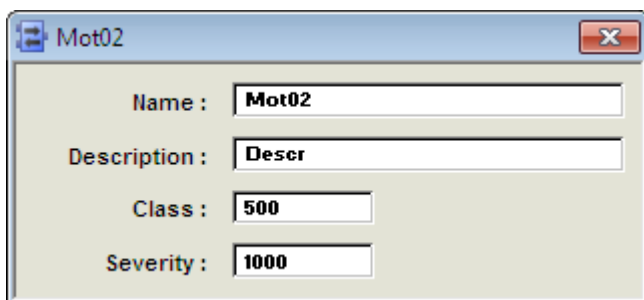 Mot02
Name : Mot02
Description : Descr
Class : 500
Severity : 1000